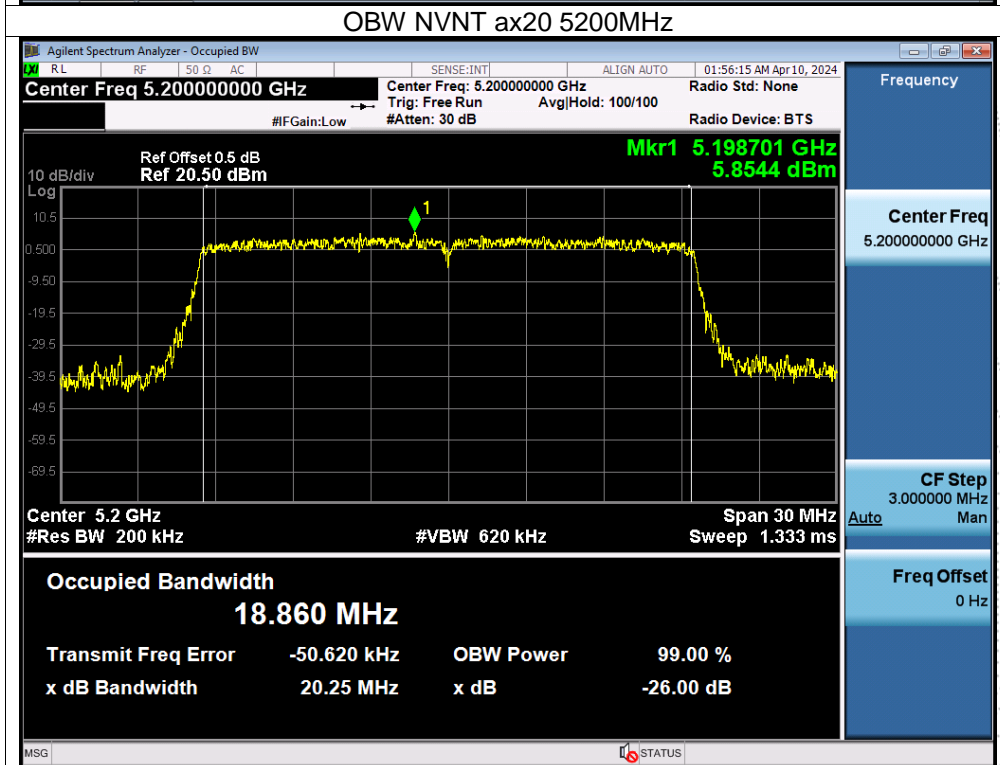 OBW NVNT ax20 5200MHz
Agilent Spectrum Analyzer - Occupied BW
LXI RL RF 50 Ω AC SENSE:INT ALIGN AUTO 01:56:15 AM Apr 10, 2024
Center Freq 5.200000000 GHz
Center Freq: 5.200000000 GHz Radio Std: None
Trig: Free Run Avg|Hold: 100/100
#IFGain:Low #Atten: 30 dB Radio Device: BTS
Frequency
Mkr1 5.198701 GHz
5.8544 dBm
Ref Offset 0.5 dB
10 dB/div Ref 20.50 dBm
Log
10.5
0.500
-9.50
-19.5
-29.5
-39.5
-49.5
-59.5
-69.5
1
Center 5.2 GHz Span 30 MHz
#Res BW 200 kHz #VBW 620 kHz Sweep 1.333 ms
Occupied Bandwidth
18.860 MHz
Transmit Freq Error -50.620 kHz OBW Power 99.00 %
x dB Bandwidth 20.25 MHz x dB -26.00 dB
Center Freq
5.200000000 GHz
CF Step
3.000000 MHz
Auto Man
Freq Offset
0 Hz
MSG STATUS